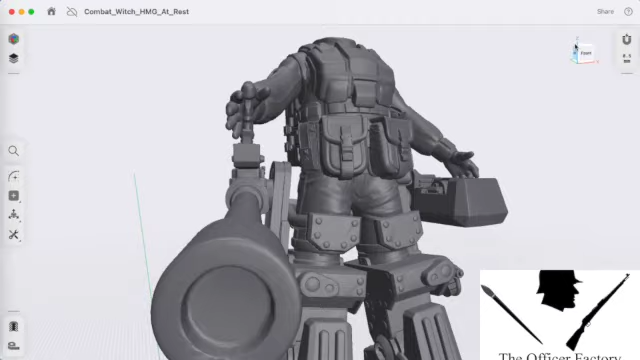 Combat_Witch_HMG_At_Rest
Share
Front
The Officer Factory